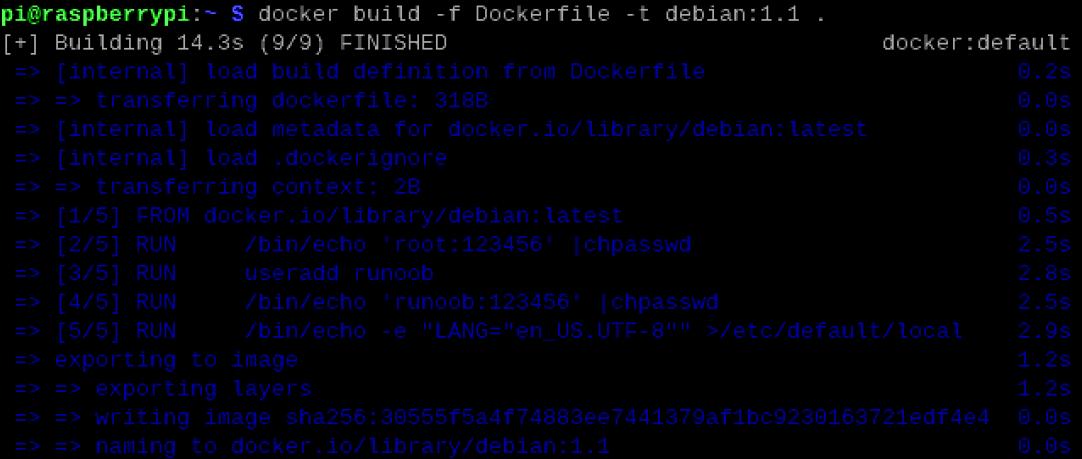 pi@raspberrypi:~ $ docker build -f Dockerfile -t debian:1.1 .
[+] Building 14.3s (9/9) FINISHED docker:default
=> [internal] load build definition from Dockerfile 0.2s
=> => transferring dockerfile: 318B 0.0s
=> [internal] load metadata for docker.io/library/debian:latest 0.0s
=> [internal] load .dockerignore 0.3s
=> => transferring context: 2B 0.0s
=> [1/5] FROM docker.io/library/debian:latest 0.5s
=> [2/5] RUN     /bin/echo 'root:123456' |chpasswd 2.5s
=> [3/5] RUN     useradd runoob 2.8s
=> [4/5] RUN     /bin/echo 'runoob:123456' |chpasswd 2.5s
=> [5/5] RUN     /bin/echo -e "LANG="en_US.UTF-8"" >/etc/default/local 2.9s
=> exporting to image 1.2s
=> => exporting layers 1.2s
=> => writing image sha256:30555f5a4f74883ee7441379af1bc9230163721edf4e4 0.0s
=> => naming to docker.io/library/debian:1.1 0.0s